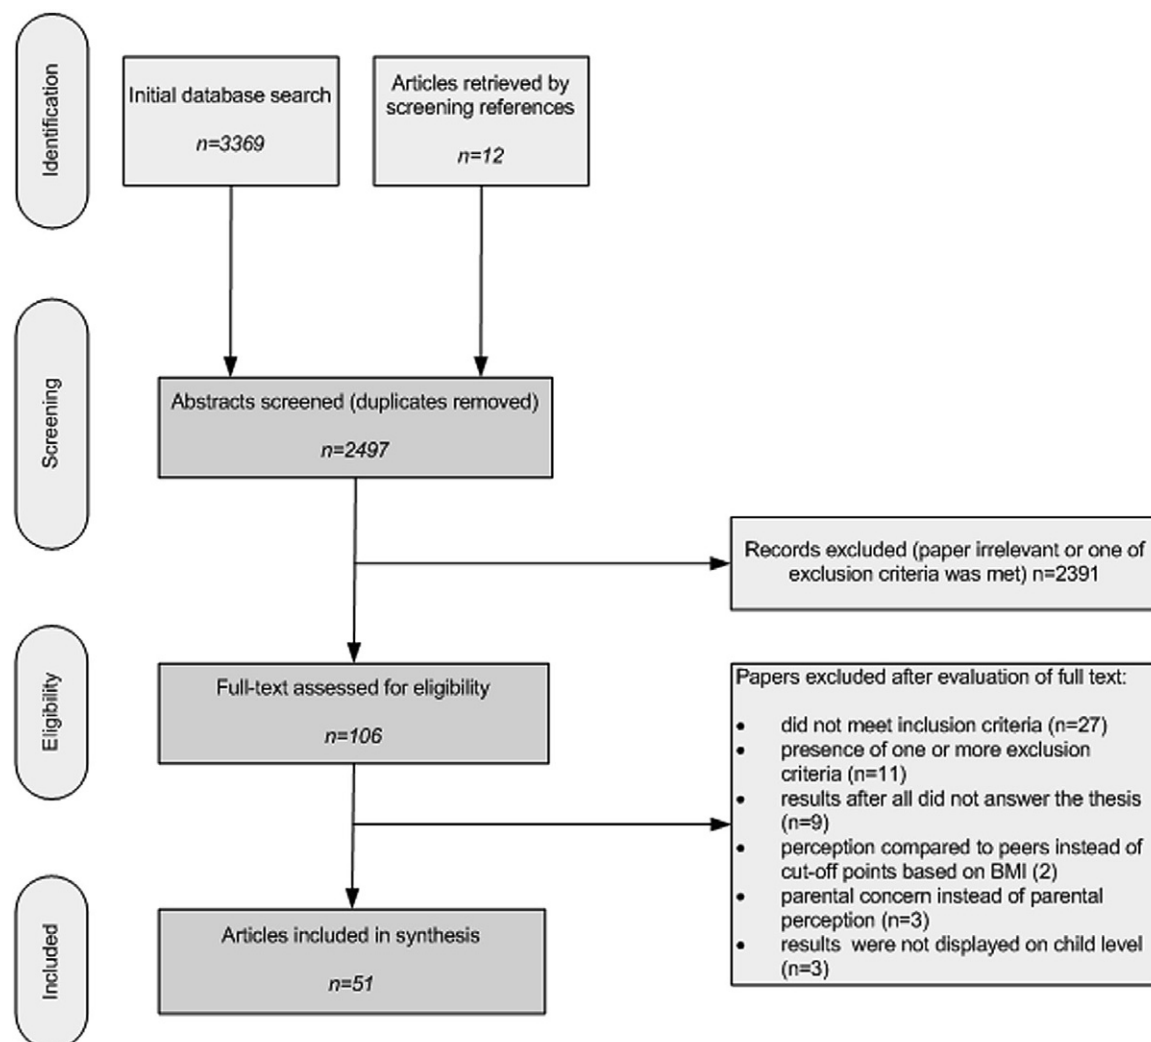 Identification
Initial database search
n=3369
Articles retrieved by
screening references
n=12
Screening
Abstracts screened (duplicates removed)
n=2497
Records excluded (paper irrelevant or one of
exclusion criteria was met) n=2391
Eligibility
Full-text assessed for eligibility
n=106
Papers excluded after evaluation of full text:
• did not meet inclusion criteria (n=27)
• presence of one or more exclusion
criteria (n=11)
• results after all did not answer the thesis
(n=9)
• perception compared to peers instead of
cut-off points based on BMI (2)
• parental concern instead of parental
perception (n=3)
• results were not displayed on child level
(n=3)
Included
Articles included in synthesis
n=51